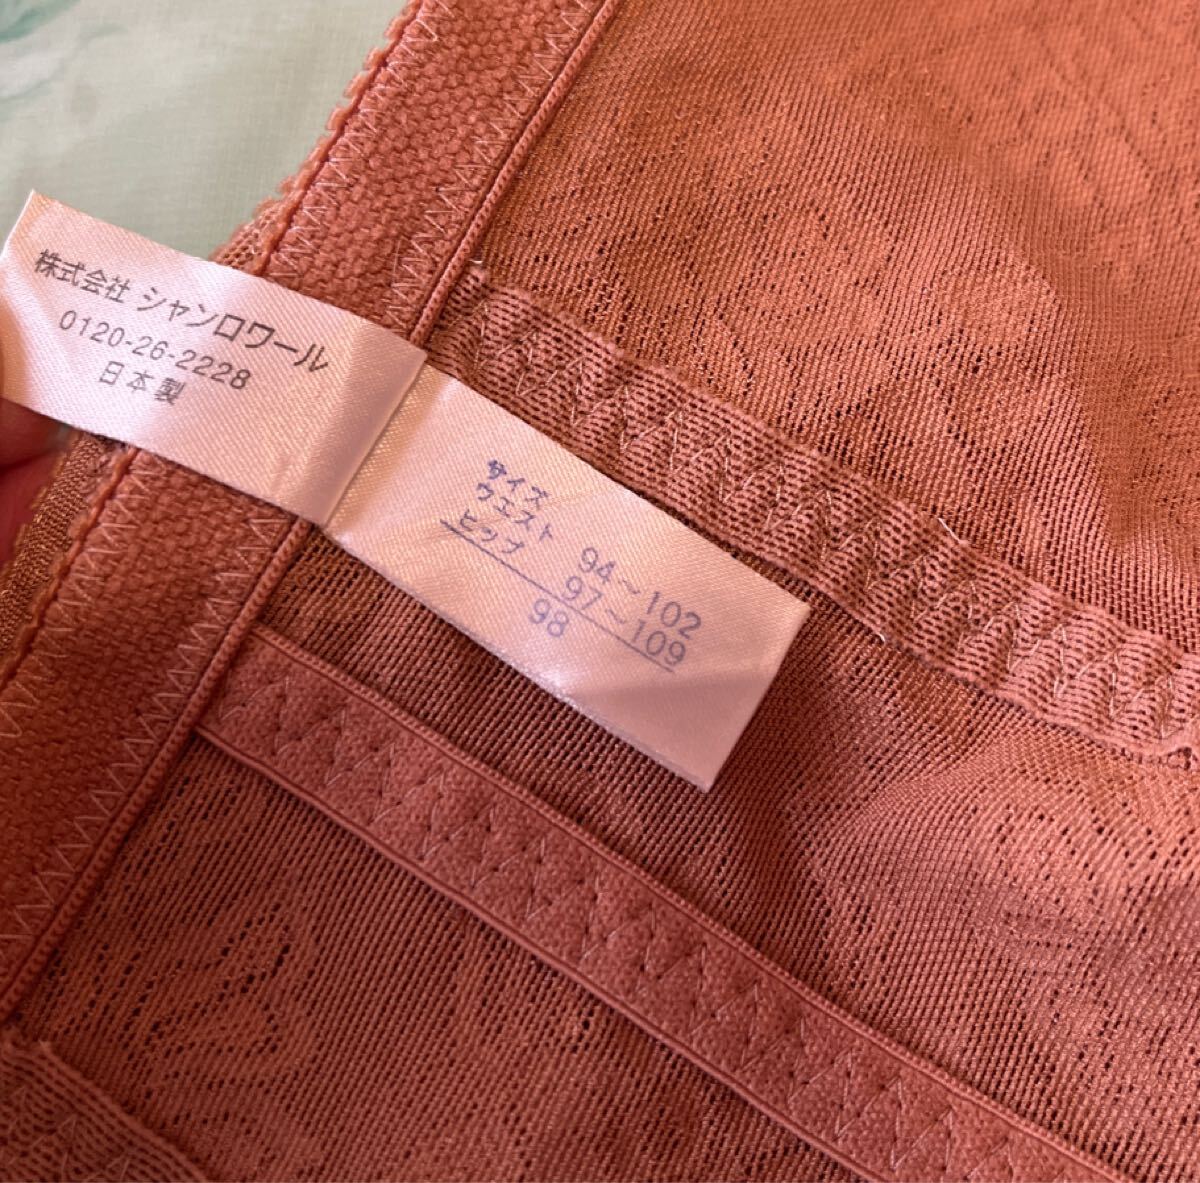 株式会社 シャンロワール
0120-26-2228
日本製
サイズ
ウエスト 94～102
ヒップ 97～109
98